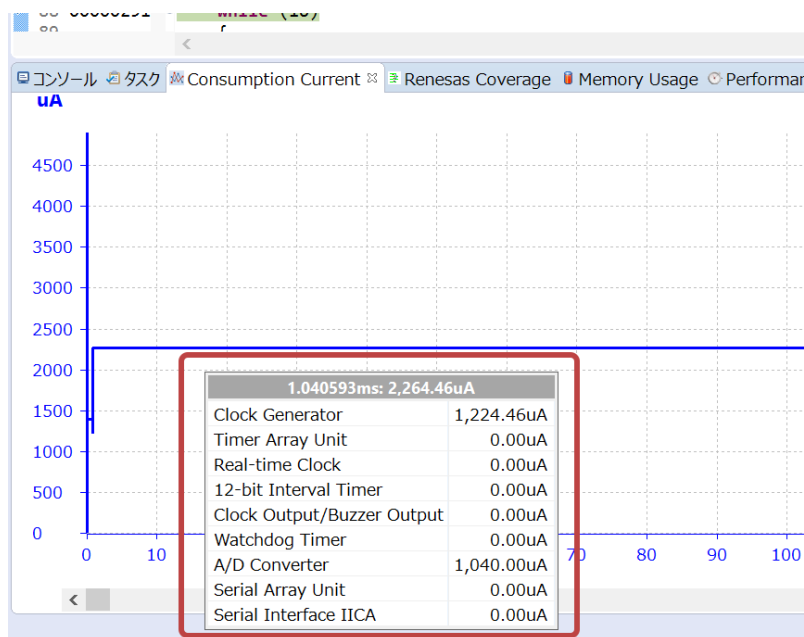 while (1U)
コンソール タスク Consumption Current Renesas Coverage Memory Usage Performan
uA
4500
4000
3500
3000
2500
2000
1500
1000
500
0
0 10 70 80 90 100
1.040593ms: 2,264.46uA
Clock Generator 1,224.46uA
Timer Array Unit 0.00uA
Real-time Clock 0.00uA
12-bit Interval Timer 0.00uA
Clock Output/Buzzer Output 0.00uA
Watchdog Timer 0.00uA
A/D Converter 1,040.00uA
Serial Array Unit 0.00uA
Serial Interface IICA 0.00uA